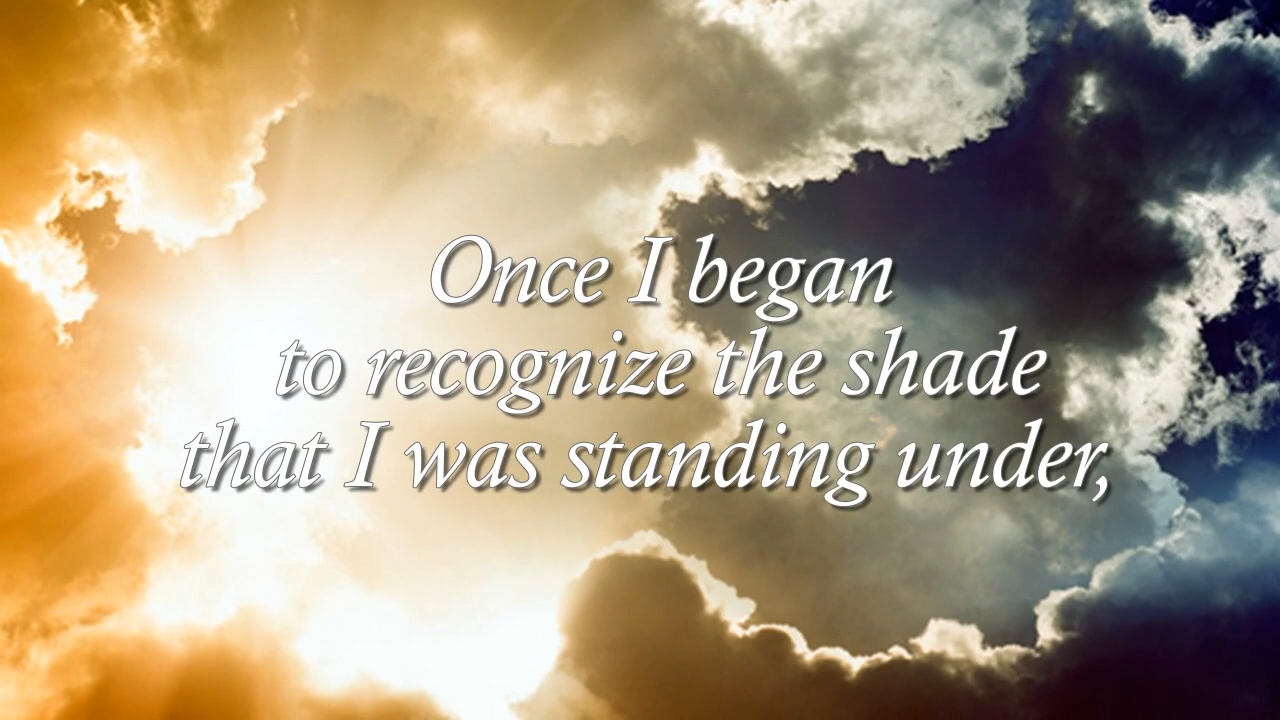 Once I began
to recognize the shade
that I was standing under,